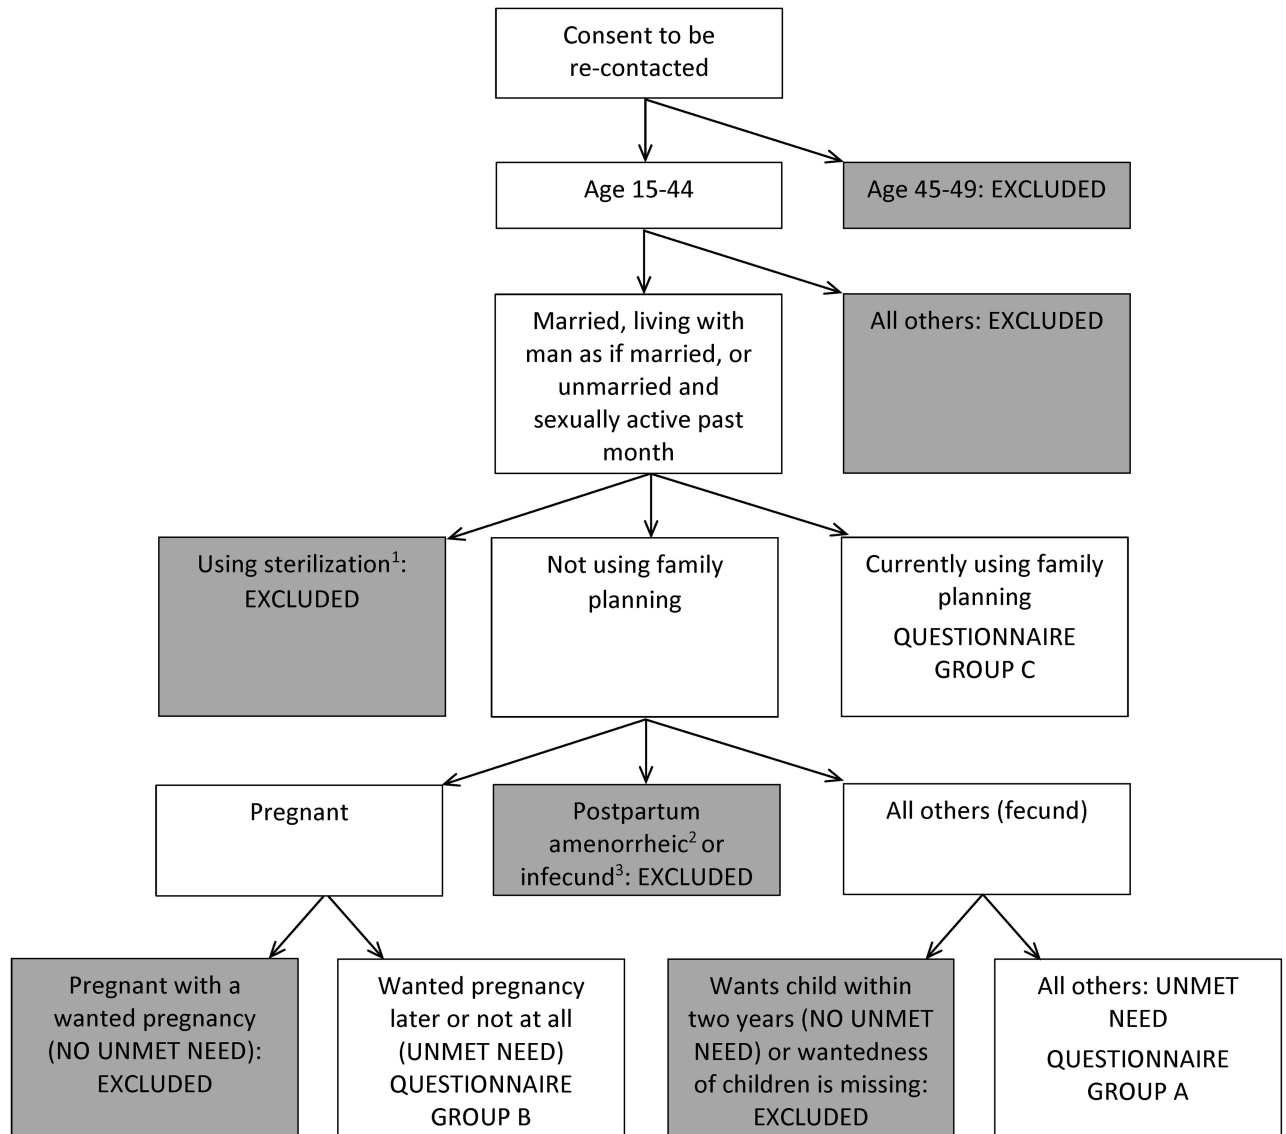 Consent to be
re-contacted
Age 15-44
Age 45-49: EXCLUDED
Married, living with
man as if married, or
unmarried and
sexually active past
month
All others: EXCLUDED
Using sterilization¹:
EXCLUDED
Not using family
planning
Currently using family
planning
QUESTIONNAIRE
GROUP C
Pregnant
Postpartum
amenorrheic² or
infecund³: EXCLUDED
All others (fecund)
Pregnant with a
wanted pregnancy
(NO UNMET NEED):
EXCLUDED
Wanted pregnancy
later or not at all
(UNMET NEED)
QUESTIONNAIRE
GROUP B
Wants child within
two years (NO UNMET
NEED) or wantedness
of children is missing:
EXCLUDED
All others: UNMET
NEED
QUESTIONNAIRE
GROUP A